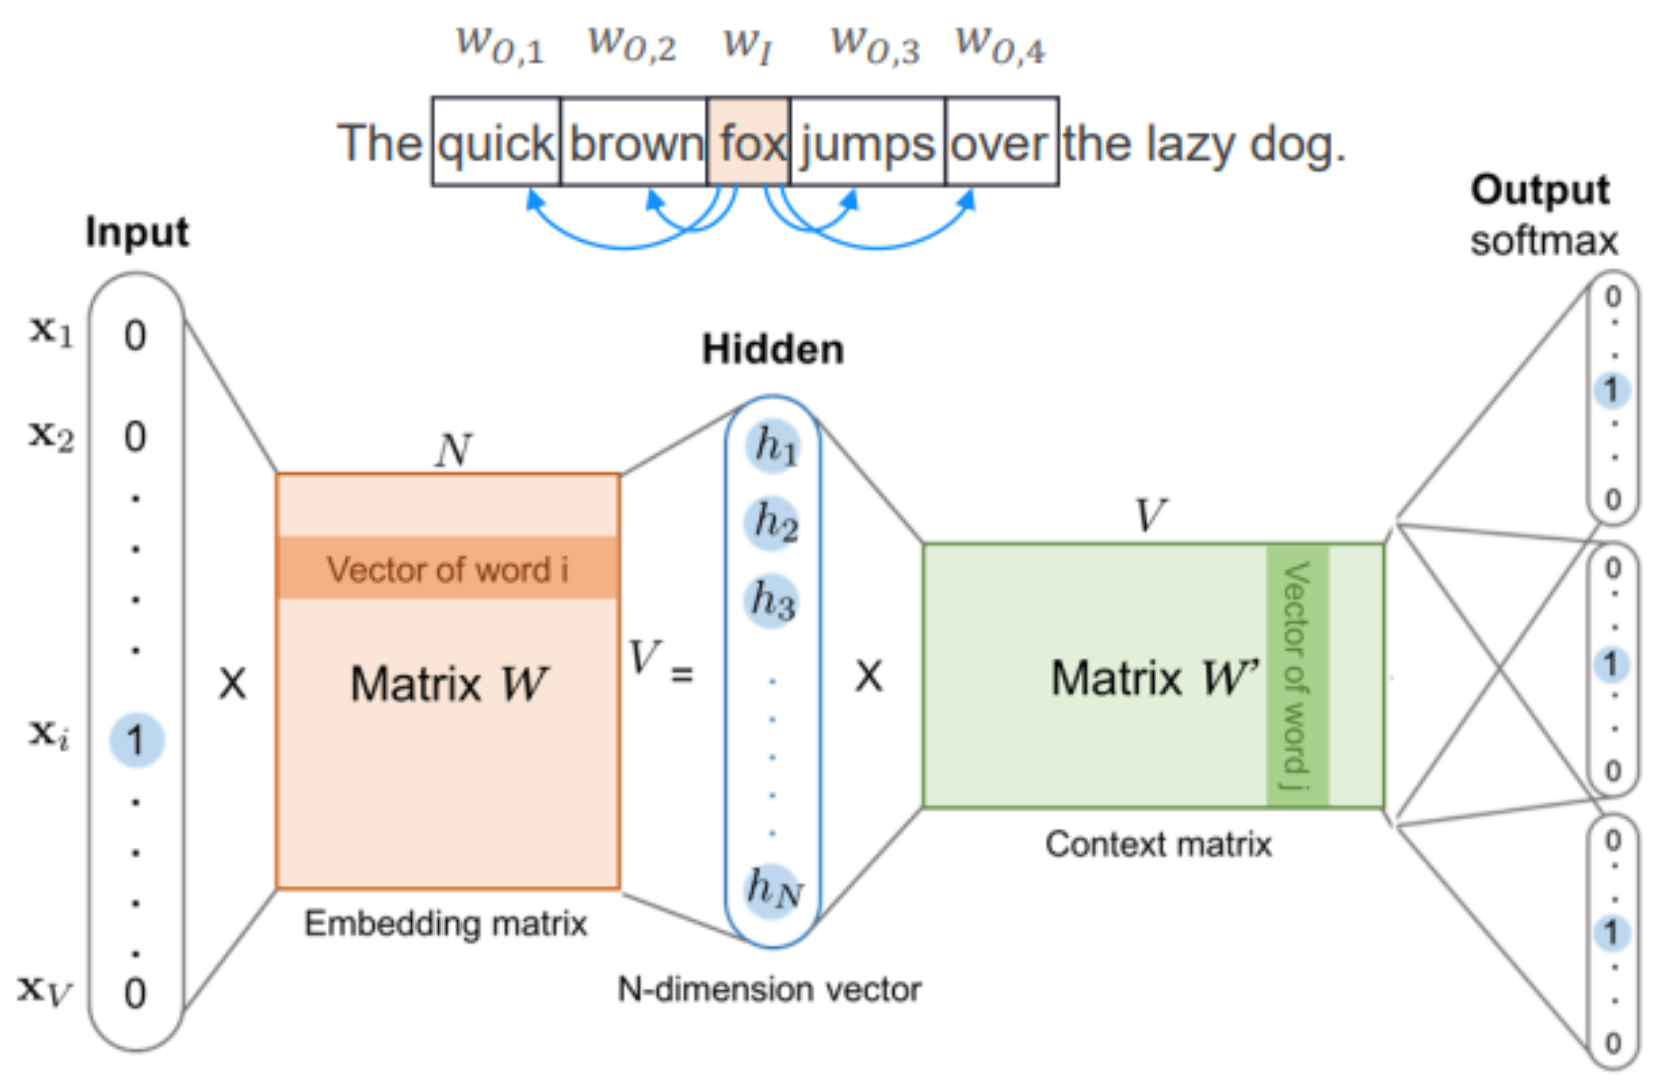 w_{O,1} w_{O,2} w_I w_{O,3} w_{O,4}
The quick brown fox jumps over the lazy dog.
Input
x_1 0
x_2 0
x_i 1
x_V 0
X
N
Vector of word i
Matrix W
V
Embedding matrix
=
Hidden
h_1
h_2
h_3
h_N
N-dimension vector
X
V
Matrix W’
Vector of word j
Context matrix
Output
softmax
0
1
0
0
1
0
0
1
0